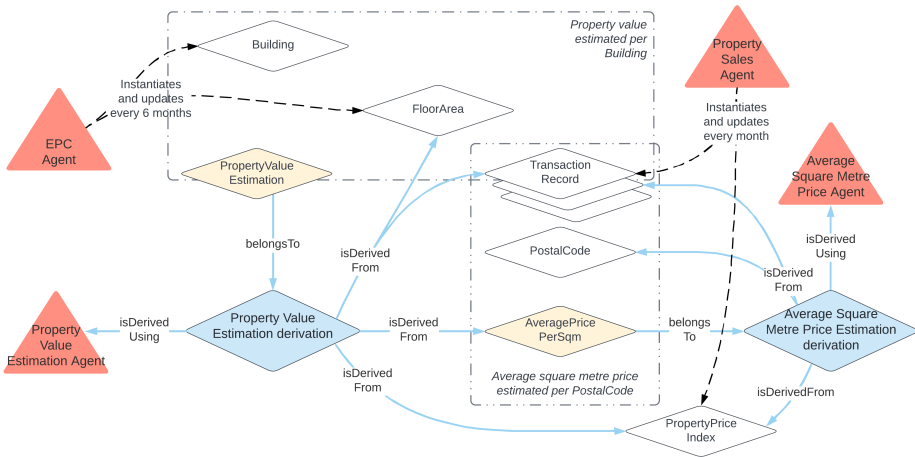 Property value
estimated per
Building
Building
Property
Sales
Agent
Instantiates
and updates
every 6 months
FloorArea
Instantiates
and updates
every month
EPC
Agent
PropertyValue
Estimation
Transaction
Record
Average
Square Metre
Price Agent
belongsTo
isDerived
From
PostalCode
isDerived
Using
isDerived
From
Property
Value
Estimation Agent
isDerived
Using
Property Value
Estimation derivation
isDerived
From
AveragePrice
PerSqm
belongs
To
Average Square
Metre Price Estimation
derivation
isDerived
From
Average square metre price
estimated per PostalCode
isDerivedFrom
PropertyPrice
Index